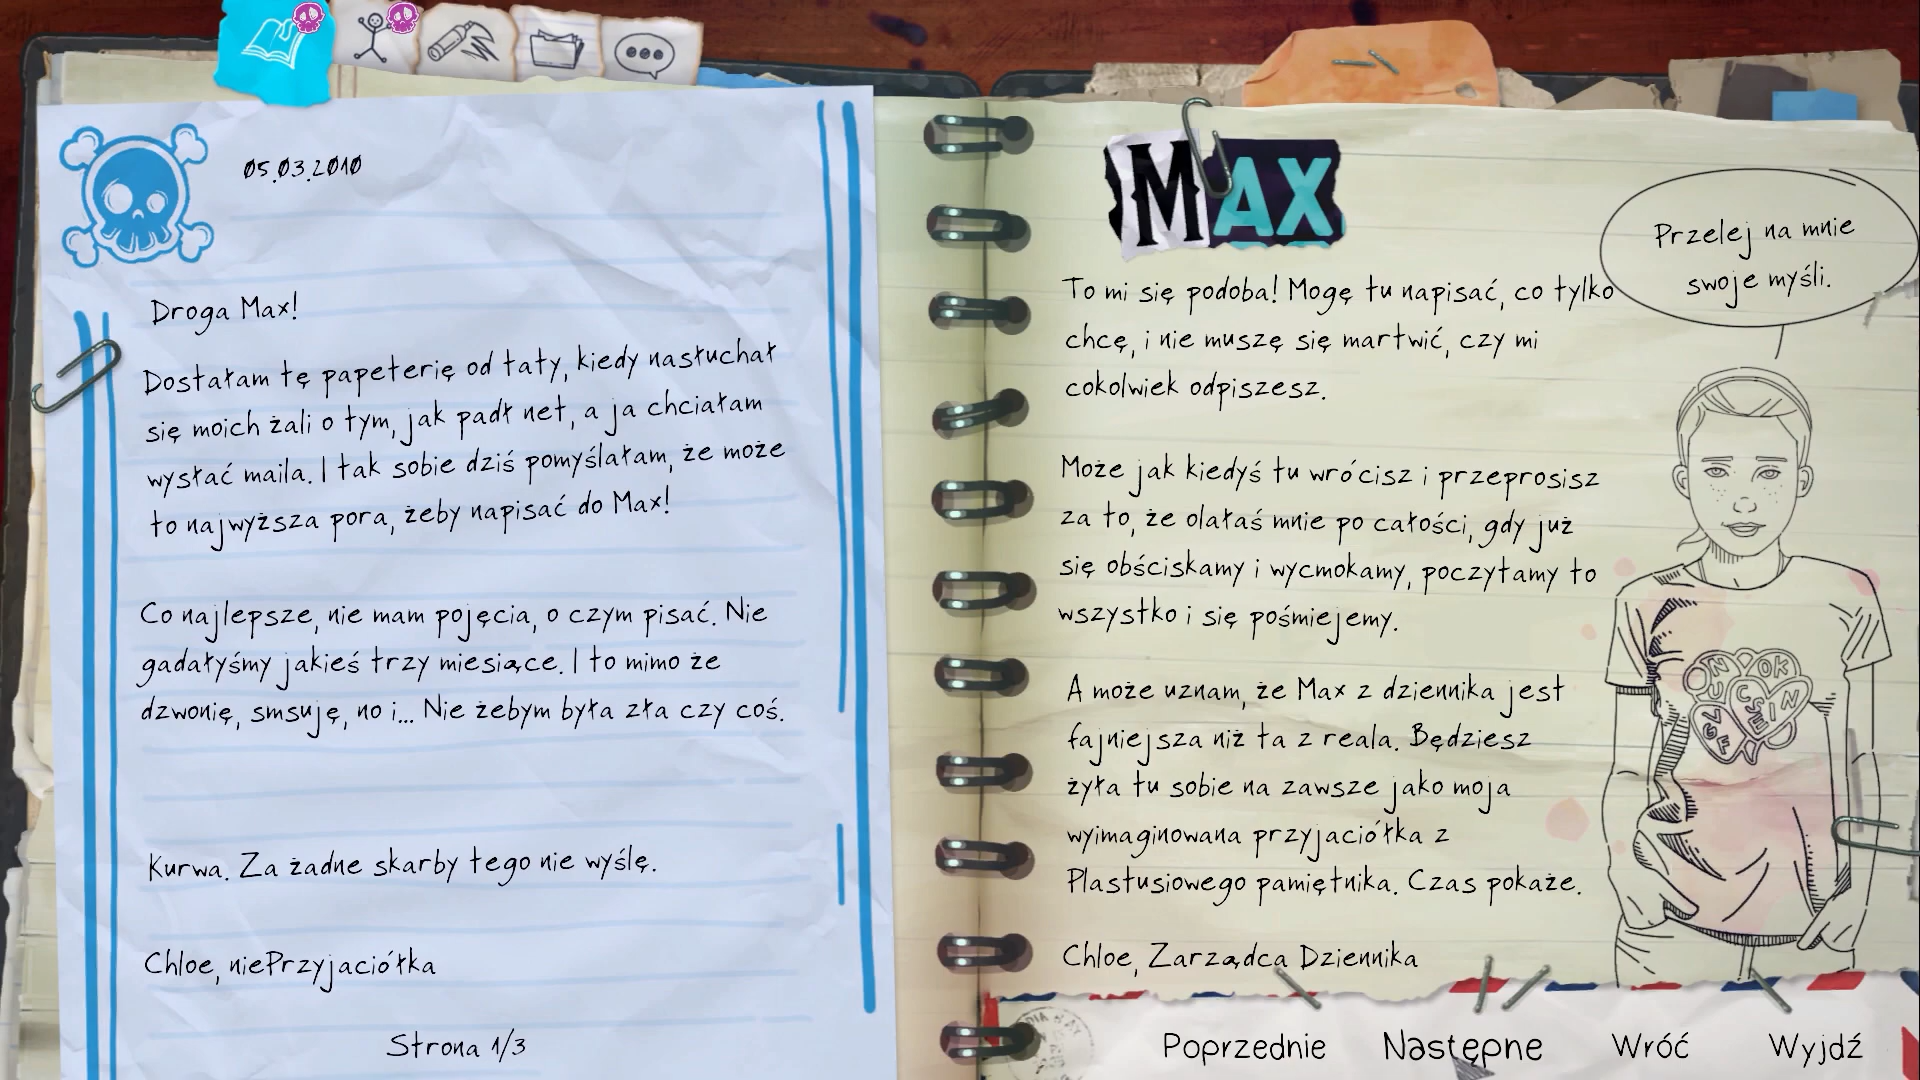 05.03.2010
Droga Max!
Dostałam tę papeterię od taty, kiedy nasłuchał
się moich żali o tym, jak padł net, a ja chciałam
wysłać maila. I tak sobie dziś pomyślałam, że może
to najwyższa pora, żeby napisać do Max!
Co najlepsze, nie mam pojęcia, o czym pisać. Nie
gadałyśmy jakieś trzy miesiące. I to mimo że
dzwonię, smsuję, no i... Nie żebym była zła czy coś.
Kurwa. Za żadne skarby tego nie wyślę.
Chloe, niePrzyjaciółka
Strona 1/3
MAX
Przelej na mnie
swoje myśli.
To mi się podoba! Mogę tu napisać, co tylko
chcę, i nie muszę się martwić, czy mi
cokolwiek odpiszesz.
Może jak kiedyś tu wrócisz i przeprosisz
za to, że olałaś mnie po całości, gdy już
się obściskamy i wycmokamy, poczytamy to
wszystko i się pośmiejemy.
A może uznam, że Max z dziennika jest
fajniejsza niż ta z reala. Będziesz
żyła tu sobie na zawsze jako moja
wyimaginowana przyjaciółka z
Plastusiowego pamiętnika. Czas pokaże.
Chloe, Zarządca Dziennika
Poprzednie Następne Wróć Wyjdź